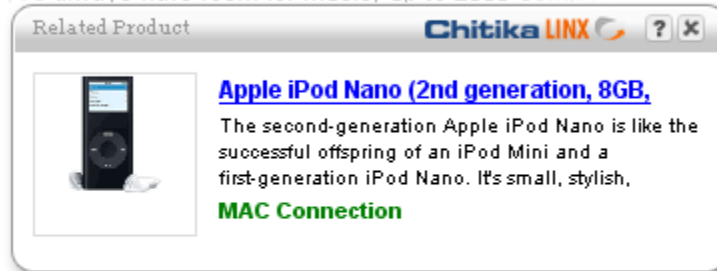 Related Product
Chitika LINX
? x
Apple iPod Nano (2nd generation, 8GB,
The second-generation Apple iPod Nano is like the
successful offspring of an iPod Mini and a
first-generation iPod Nano. It's small, stylish,
MAC Connection